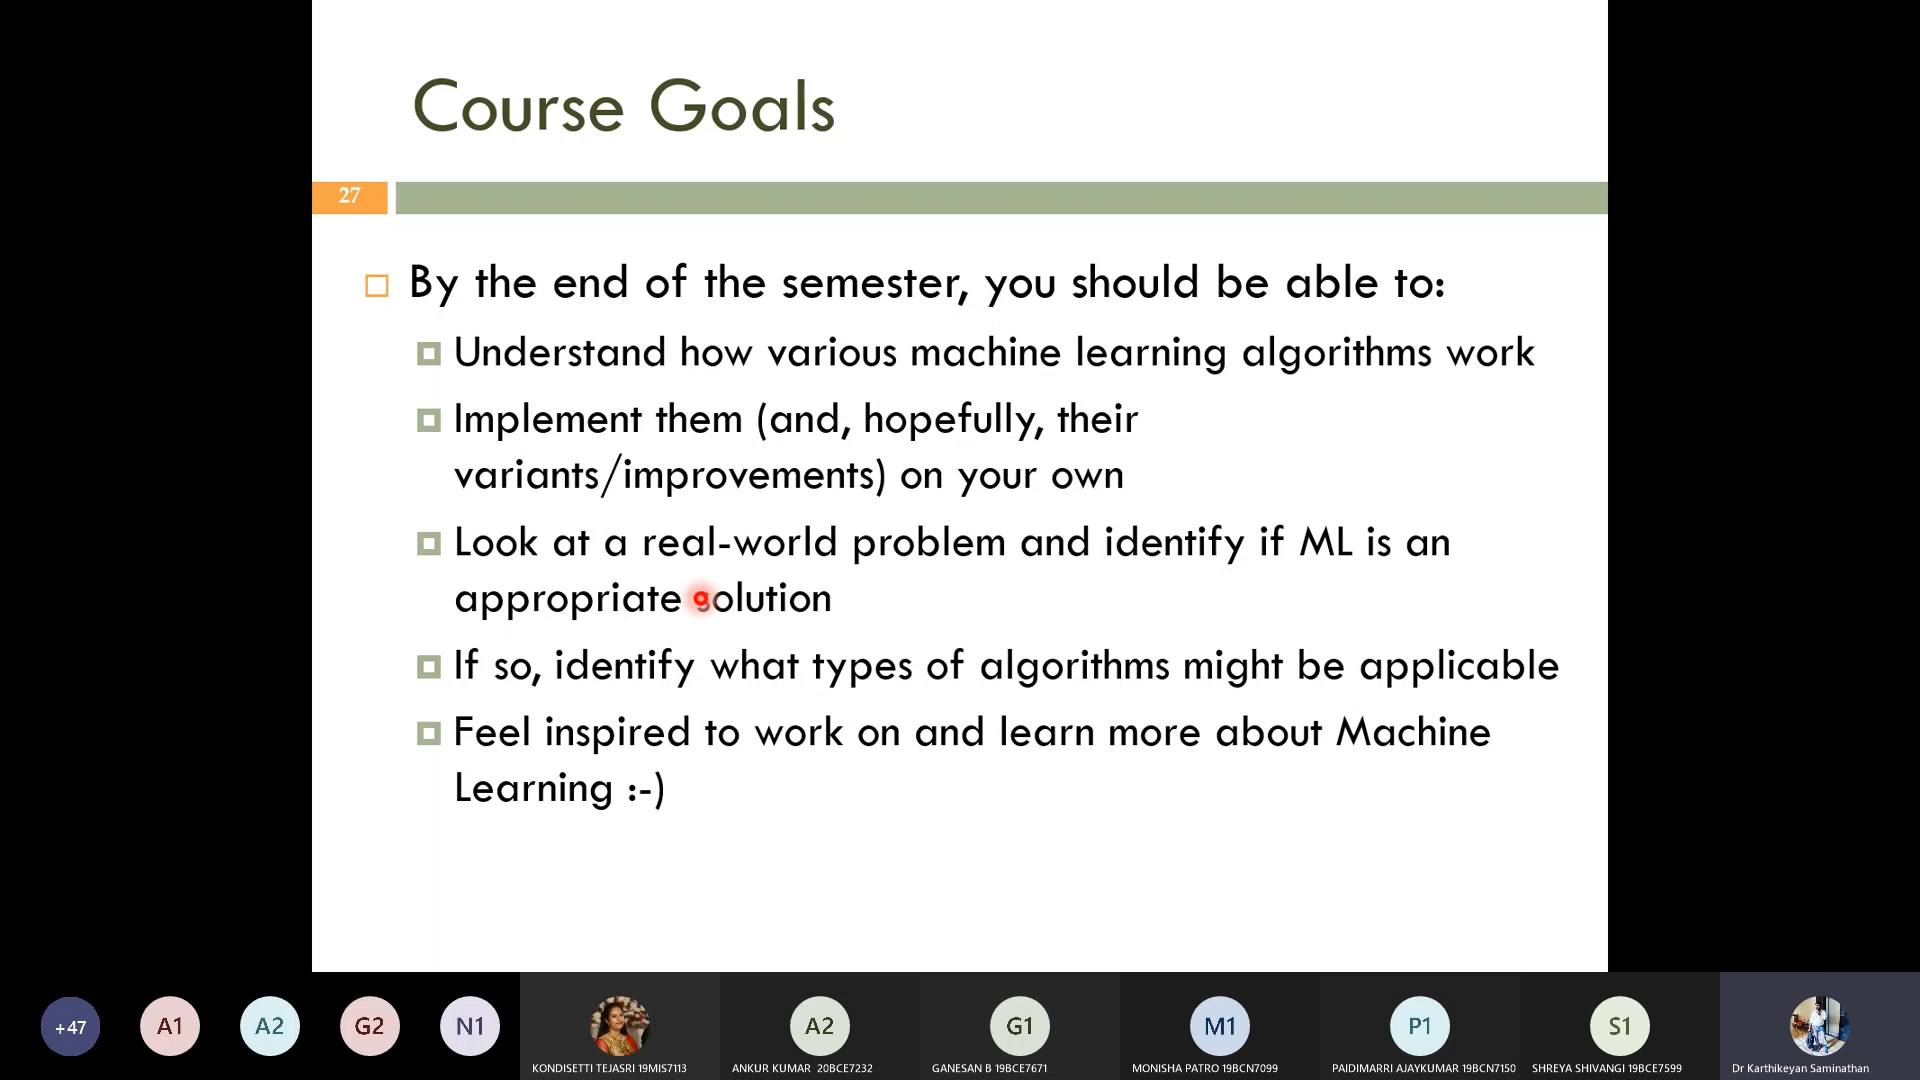 Course Goals
27
By the end of the semester, you should be able to:
Understand how various machine learning algorithms work
Implement them (and, hopefully, their
variants/improvements) on your own
Look at a real-world problem and identify if ML is an
appropriate solution
If so, identify what types of algorithms might be applicable
Feel inspired to work on and learn more about Machine
Learning :-)
+47
A1
A2
G2
N1
A2
G1
M1
P1
S1
KONDISETTI TEJASRI 19MIS7113
ANKUR KUMAR 20BCE7232
GANESAN B 19BCE7671
MONISHA PATRO 19BCN7099
PAIDIMARRI AJAYKUMAR 19BCN7150
SHREYA SHIVANGI 19BCE7599
Dr Karthikeyan Saminathan